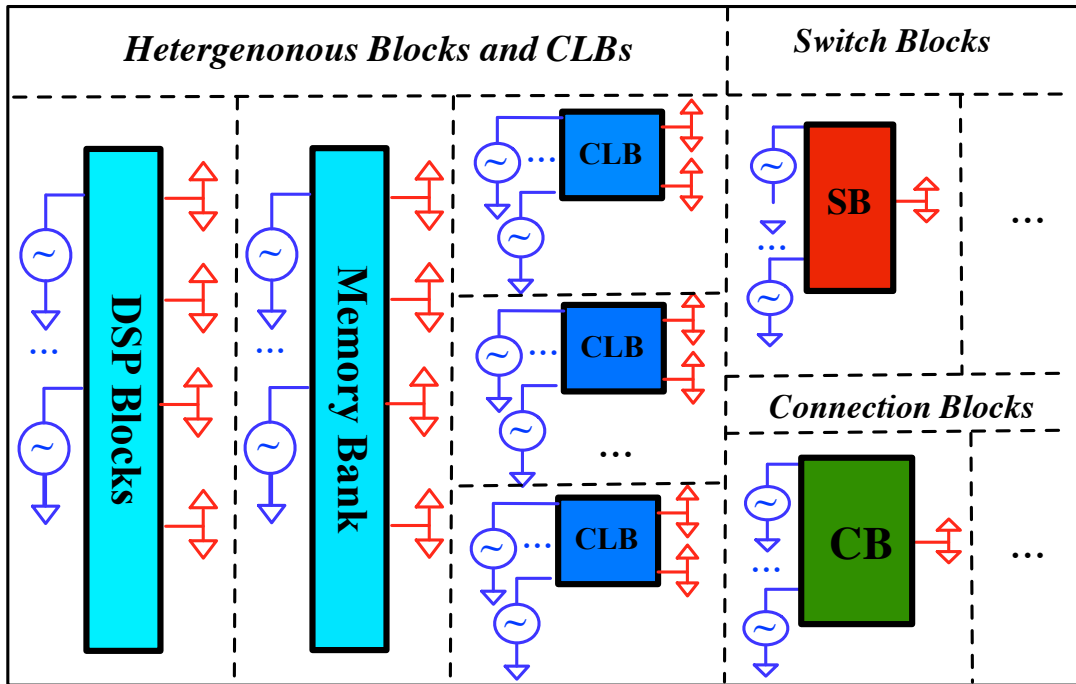 Hetergenonous Blocks and CLBs
Switch Blocks
DSP Blocks
Memory Bank
CLB
...
CLB
...
...
CLB
...
SB
...
...
Connection Blocks
CB
...
...
...
...